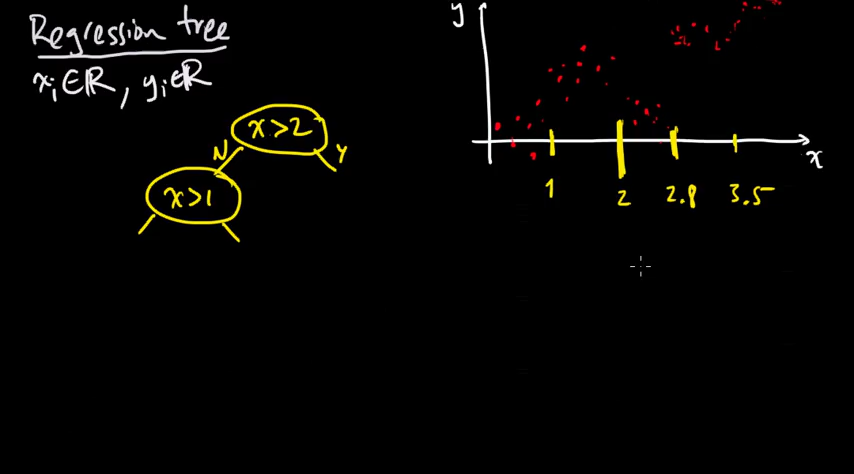 Regression tree
xᵢ∈ℝ, yᵢ∈ℝ
x>2
N
Y
x>1
y
x
1
2
2.8
3.5